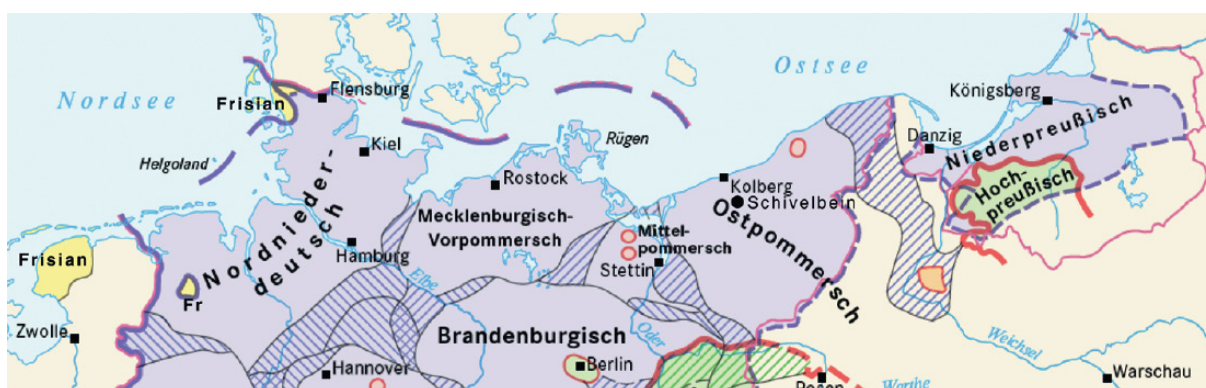 Nordsee
Ostsee
Frisian
Flensburg
Königsberg
Niederpreußisch
Danzig
Helgoland
Kiel
Rügen
Rostock
Kolberg
Schivelbein
Hoch-
preußisch
Nordnieder-
deutsch
Mecklenburgisch-
Vorpommersch
Mittel-
pommersch
Ostpommersch
Hamburg
Stettin
Frisian
Fr
Elbe
Zwolle
Brandenburgisch
Oder
Weichsel
Hannover
Berlin
Posen
Warthe
Warschau